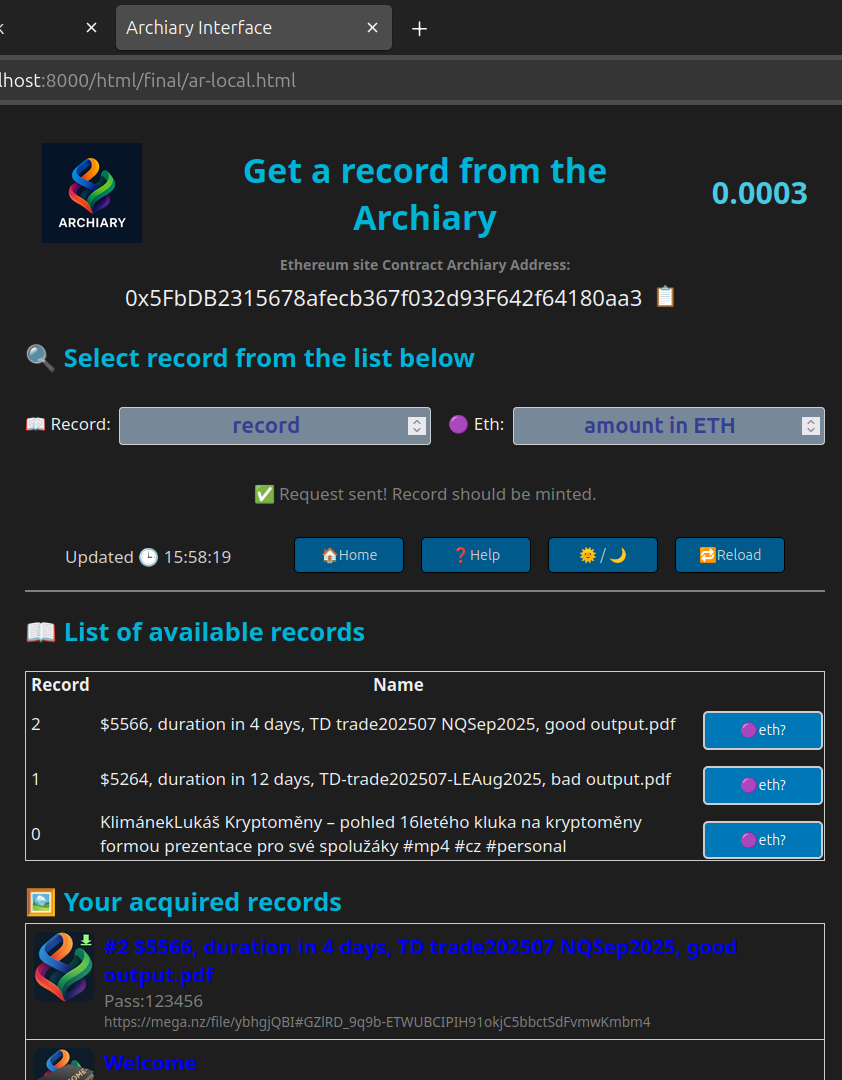 Archiary Interface
lhost:8000/html/final/ar-local.html
ARCHIARY
Get a record from the
Archiary
0.0003
Ethereum site Contract Archiary Address:
0x5FbDB2315678afecb367f032d93F642f64180aa3
Select record from the list below
Record: record Eth: amount in ETH
Request sent! Record should be minted.
Updated 15:58:19 Home Help / Reload
List of available records
Record Name
2 $5566, duration in 4 days, TD trade202507 NQSep2025, good output.pdf eth?
1 $5264, duration in 12 days, TD-trade202507-LEAug2025, bad output.pdf eth?
KlimánekLukáš Kryptoměny – pohled 16letého kluka na kryptoměny
0 formou prezentace pro své spolužáky #mp4 #cz #personal eth?
Your acquired records
#2 $5566, duration in 4 days, TD trade202507 NQSep2025, good
output.pdf
Pass:123456
https://mega.nz/file/ybhgjQBI#GZlRD_9q9b-ETWUBCIPIH91okjC5bbctSdFvmwKmbm4
Welcome